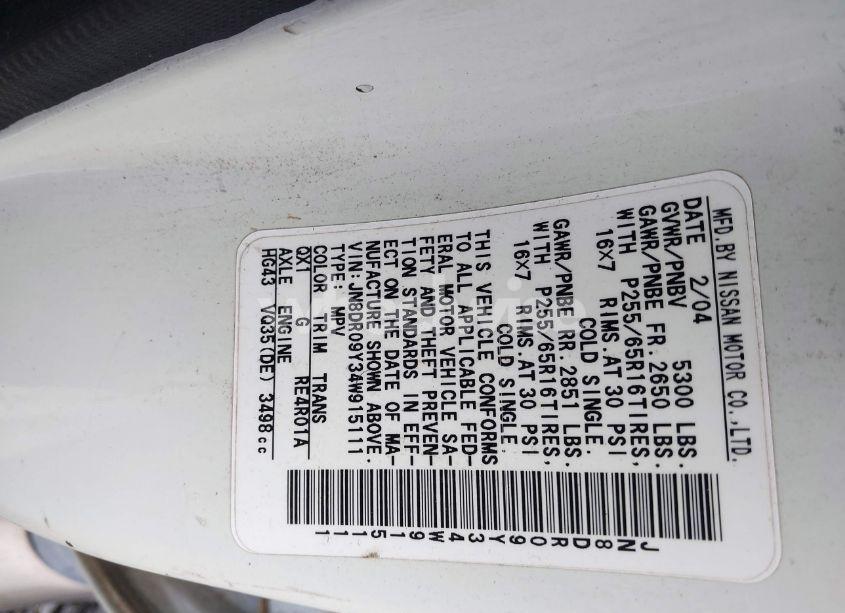 MFD.BY NISSAN MOTOR CO.,LTD.
DATE 2/04
GVWR/PNBV 5300 LBS.
GAWR/PNBE FR.2650 LBS.
WITH P255/65R16TIRES,
16X7 RIMS.AT 30 PSI
COLD SINGLE.
GAWR/PNBE RR.2851 LBS.
WITH P255/65R16TIRES,
16X7 RIMS.AT 30 PSI
COLD SINGLE.
THIS VEHICLE CONFORMS
TO ALL APPLICABLE FED-
ERAL MOTOR VEHICLE SA-
FETY AND THEFT PREVEN-
TION STANDARDS IN EFF-
ECT ON THE DATE OF MA-
NUFACTURE SHOWN ABOVE.
VIN:JN8DR09Y34W915111
TYPE: MPV
COLOR TRIM TRANS
QX1 G RE4R01A
AXLE ENGINE
HG43 VQ35(DE) 3498cc
JN8DR09Y34W915111